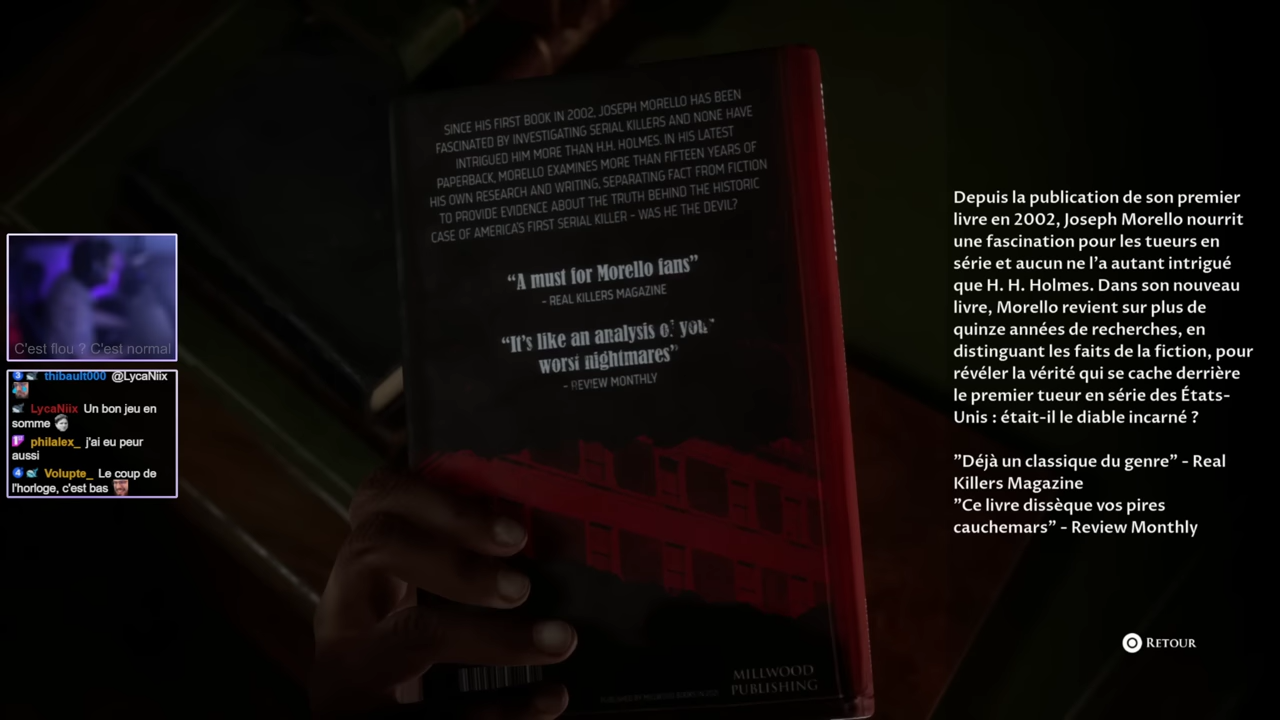 SINCE HIS FIRST BOOK IN 2002, JOSEPH MORELLO HAS BEEN
FASCINATED BY INVESTIGATING SERIAL KILLERS AND NONE HAVE
INTRIGUED HIM MORE THAN H.H. HOLMES. IN HIS LATEST
PAPERBACK, MORELLO EXAMINES MORE THAN FIFTEEN YEARS OF
HIS OWN RESEARCH AND WRITING, SEPARATING FACT FROM FICTION
TO PROVIDE EVIDENCE ABOUT THE TRUTH BEHIND THE HISTORIC
CASE OF AMERICA'S FIRST SERIAL KILLER – WAS HE THE DEVIL?
“A must for Morello fans”
– REAL KILLERS MAGAZINE
“It's like an analysis of your
worst nightmares”
– REVIEW MONTHLY
MILLWOOD
PUBLISHING
C'est flou ? C'est normal
thibault000 @LycaNiix
LycaNiix Un bon jeu en
somme
philalex_ j'ai eu peur
aussi
Volupte_ Le coup de
l'horloge, c'est bas
Depuis la publication de son premier
livre en 2002, Joseph Morello nourrit
une fascination pour les tueurs en
série et aucun ne l'a autant intrigué
que H. H. Holmes. Dans son nouveau
livre, Morello revient sur plus de
quinze années de recherches, en
distinguant les faits de la fiction, pour
révéler la vérité qui se cache derrière
le premier tueur en série des États-
Unis : était-il le diable incarné ?
”Déjà un classique du genre” - Real
Killers Magazine
”Ce livre dissèque vos pires
cauchemars” - Review Monthly
RETOUR